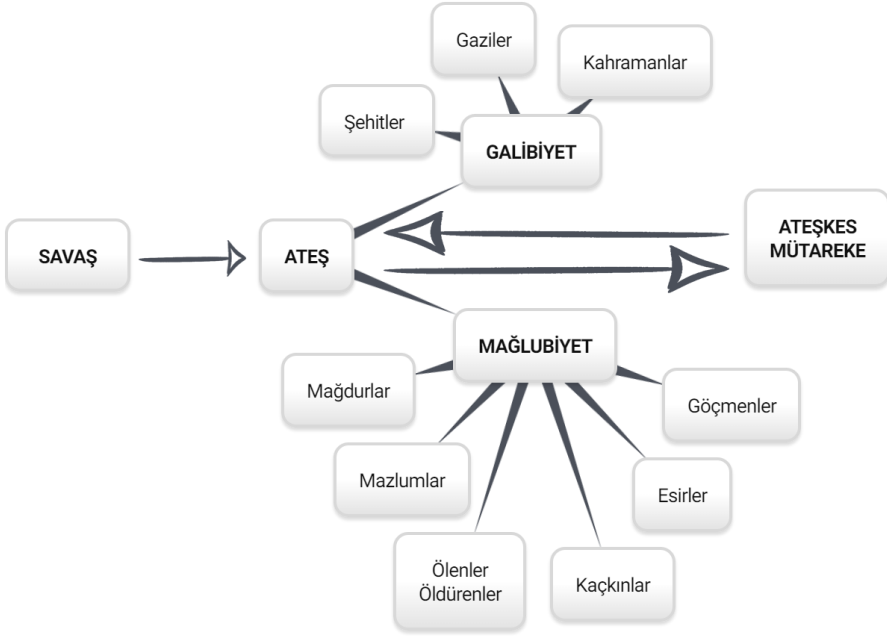 Gaziler
Kahramanlar
Şehitler
GALİBİYET
SAVAŞ
ATEŞ
ATEŞKES
MÜTAREKE
MAĞLUBİYET
Mağdurlar
Göçmenler
Mazlumlar
Esirler
Ölenler
Öldürenler
Kaçkınlar